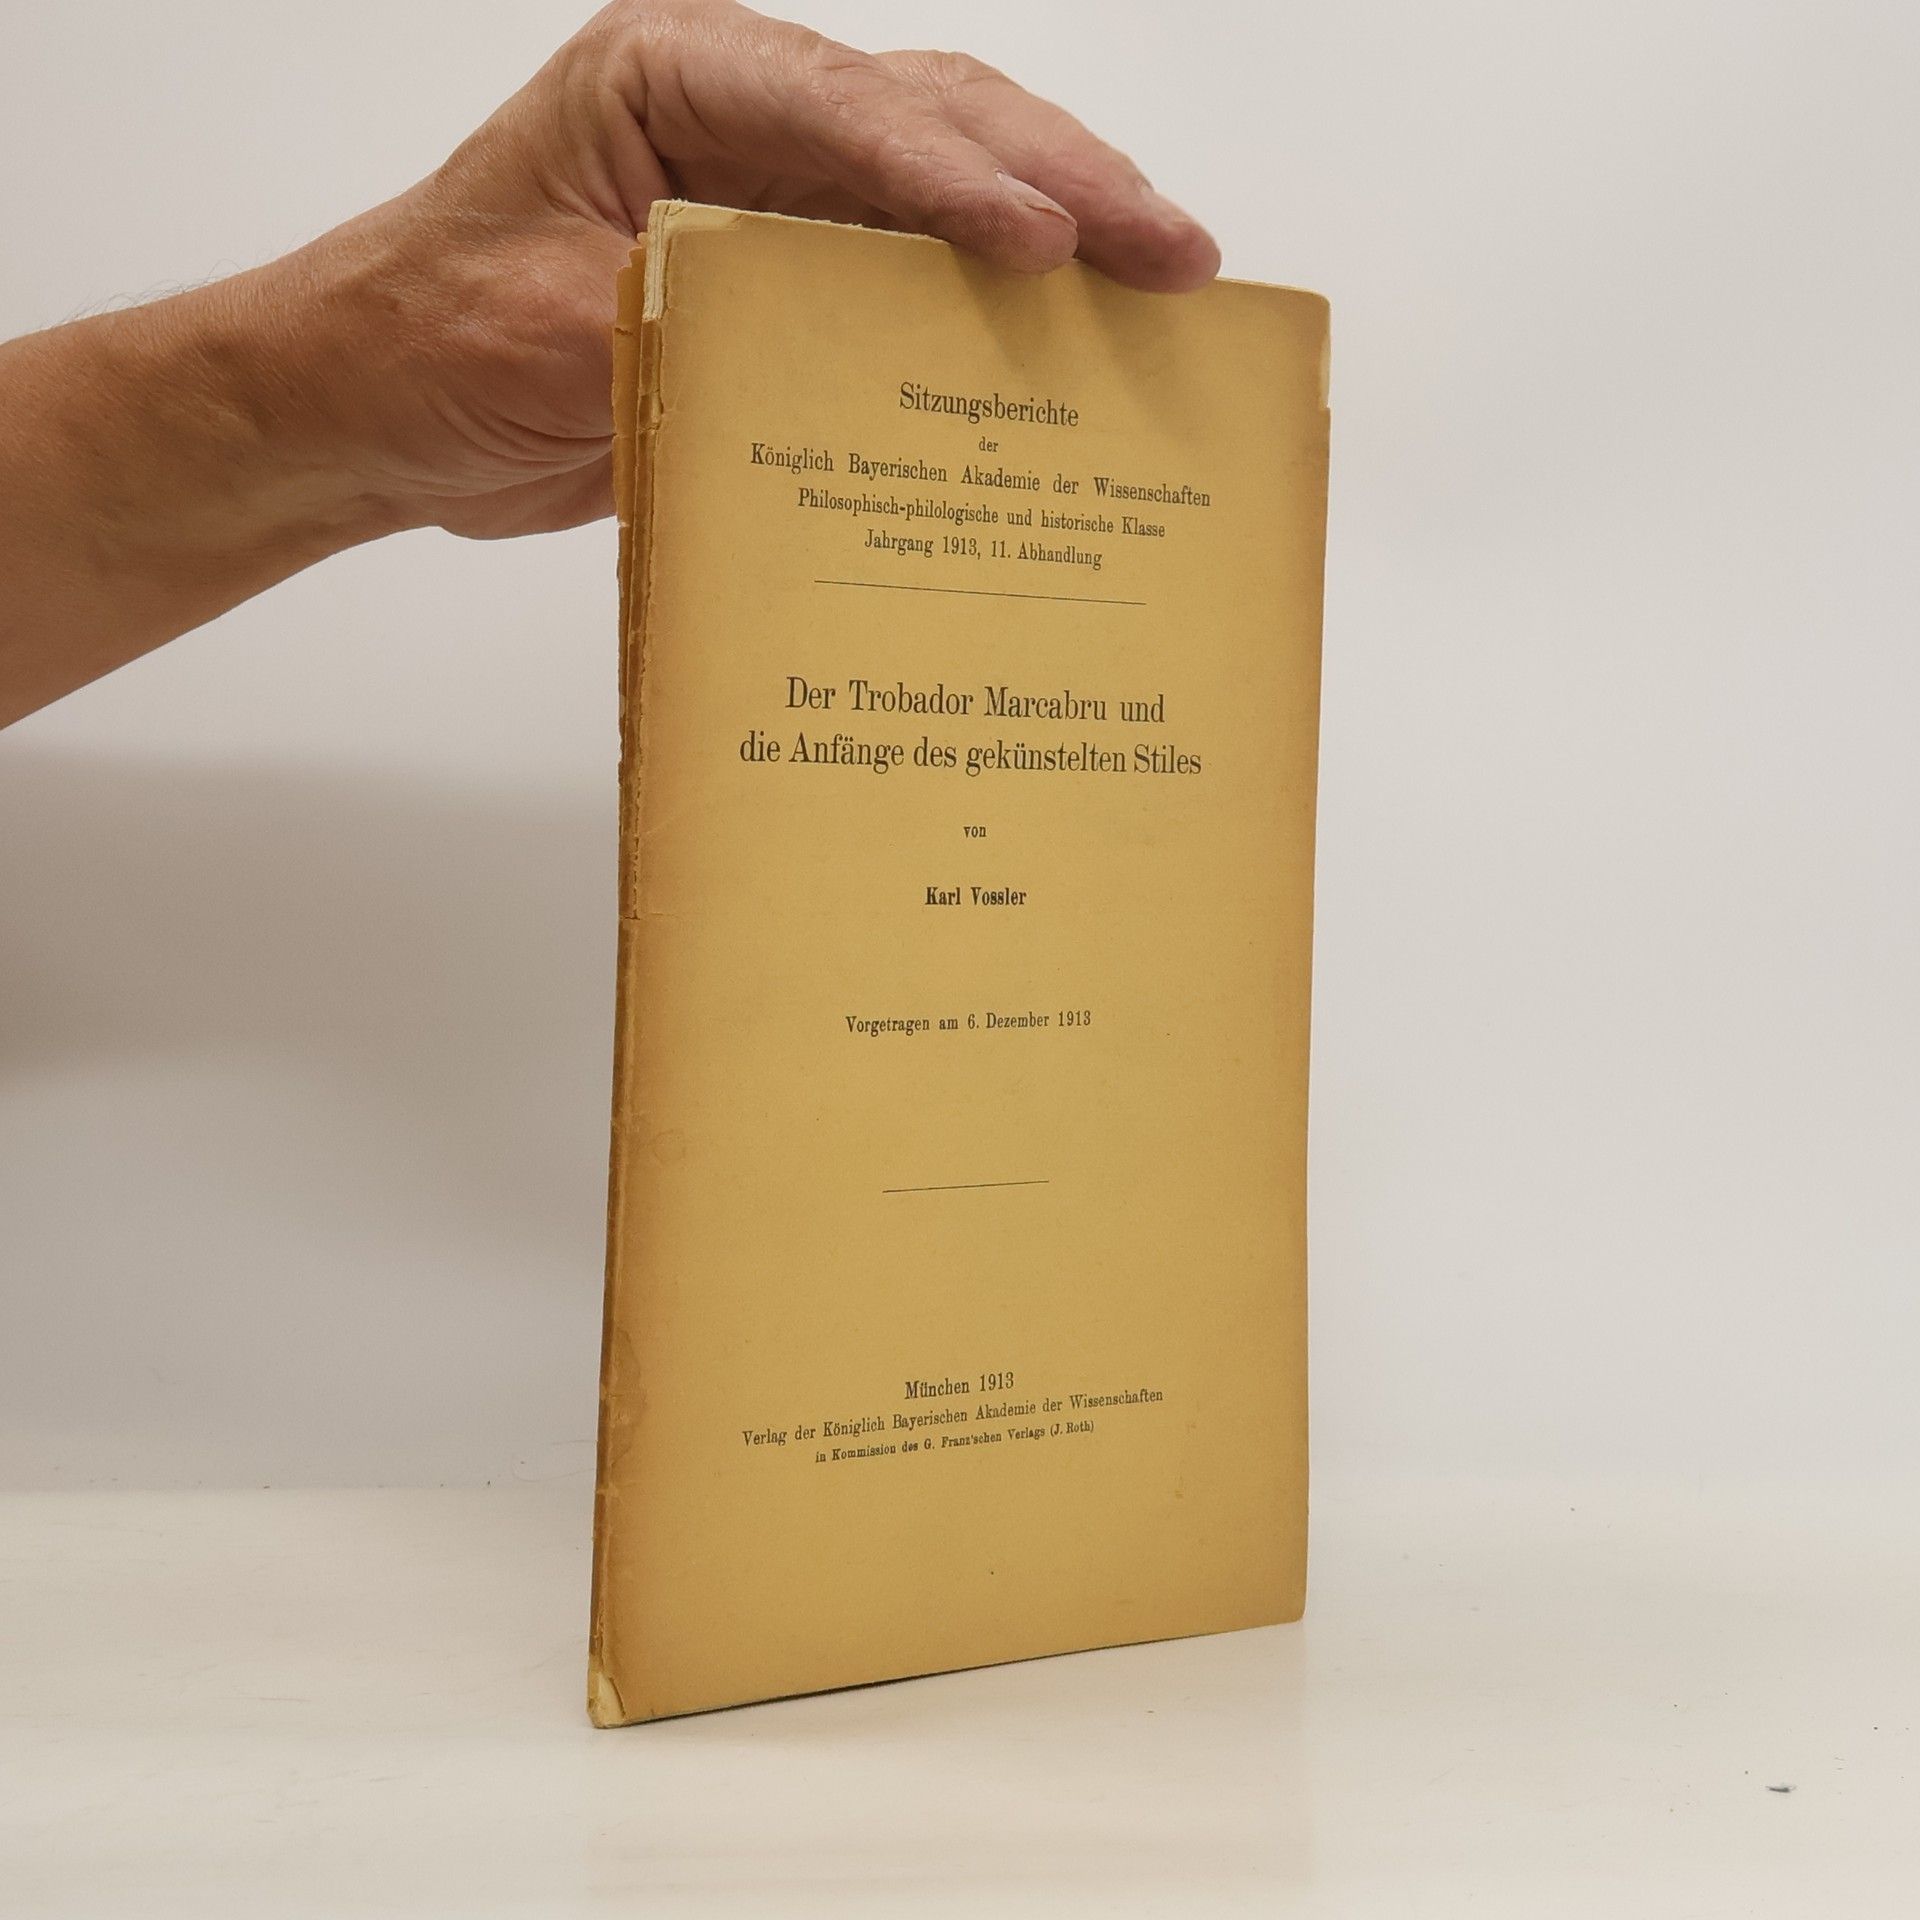 Sitzungsberichte
der
Königlich Bayerischen Akademie der Wissenschaften
Philosophisch-philologische und historische Klasse
Jahrgang 1913, 11. Abhandlung
Der Trobador Marcabru und
die Anfänge des gekünstelten Stiles
von
Karl Vossler
Vorgetragen am 6. Dezember 1913
München 1913
Verlag der Königlich Bayerischen Akademie der Wissenschaften
in Kommission des G. Franz'schen Verlags (J. Roth)